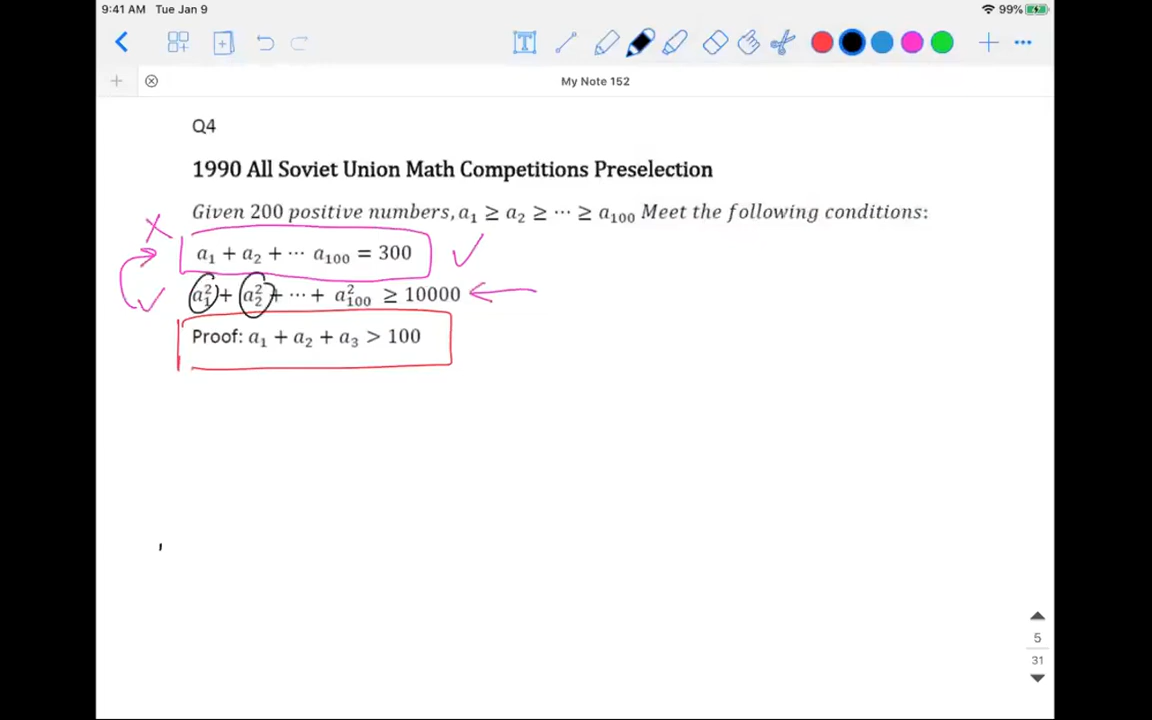 9:41 AM Tue Jan 9
99%
T
My Note 152
Q4
1990 All Soviet Union Math Competitions Preselection
Given 200 positive numbers, a₁ ≥ a₂ ≥ ⋯ ≥ a₁₀₀ Meet the following conditions:
a₁ + a₂ + ⋯ a₁₀₀ = 300
a₁² + a₂² + ⋯ + a₁₀₀² ≥ 10000
Proof: a₁ + a₂ + a₃ > 100
5
31